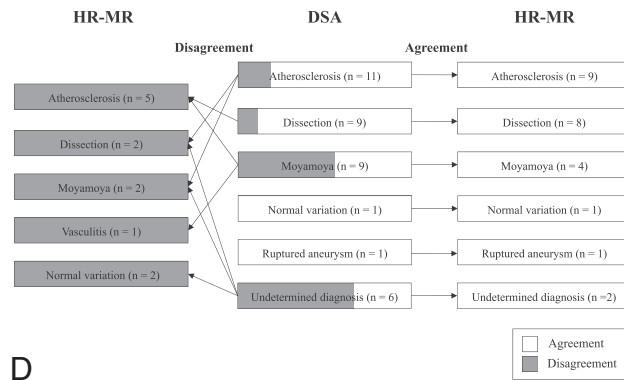 HR-MR
DSA
HR-MR
Disagreement
Agreement
Atherosclerosis (n = 5)
Dissection (n = 2)
Moyamoya (n = 2)
Vasculitis (n = 1)
Normal variation (n = 2)
Atherosclerosis (n = 11)
Dissection (n = 9)
Moyamoya (n = 9)
Normal variation (n = 1)
Ruptured aneurysm (n = 1)
Undetermined diagnosis (n = 6)
Atherosclerosis (n = 9)
Dissection (n = 8)
Moyamoya (n = 4)
Normal variation (n = 1)
Ruptured aneurysm (n = 1)
Undetermined diagnosis (n =2)
Agreement
Disagreement
D